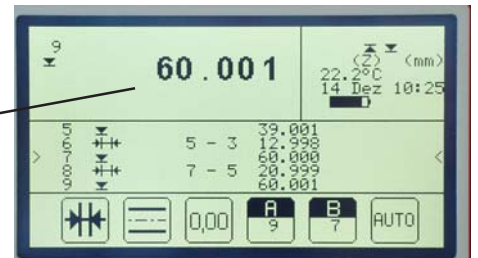 9
60.001
(Z) (mm)
22.2°C
14 Dez 10:25
5 39.001
6 5 - 3 12.998
> 7 60.000 <
8 7 - 5 20.999
9 60.001
0,00
A
9
B
7
AUTO